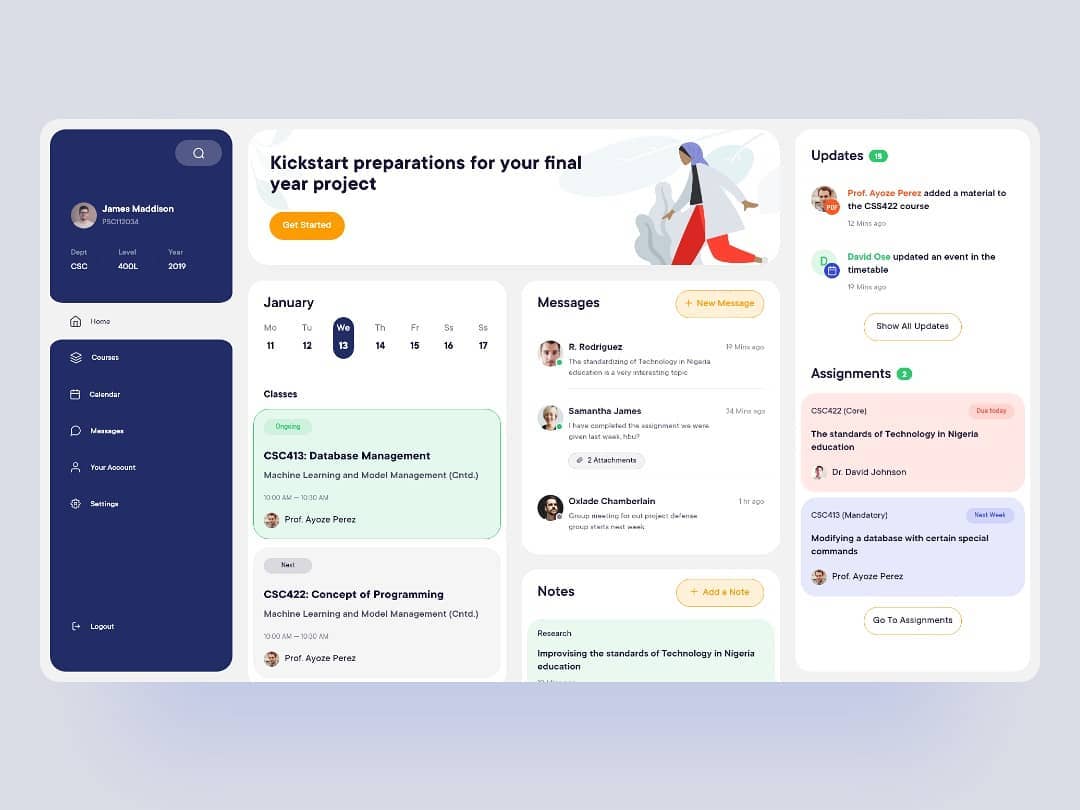 James Maddison
PSC112034
Dept Level Year
CSC 400L 2019
Home
Courses
Calendar
Messages
Your Account
Settings
Logout
Kickstart preparations for your final
year project
Get Started
January
Mo Tu We Th Fr Ss Ss
11 12 13 14 15 16 17
Classes
Ongoing
CSC413: Database Management
Machine Learning and Model Management (Cntd.)
10:00 AM — 10:30 AM
Prof. Ayoze Perez
Next
CSC422: Concept of Programming
Machine Learning and Model Management (Cntd.)
10:00 AM — 10:30 AM
Prof. Ayoze Perez
Messages
+ New Message
R. Rodriguez 19 Mins ago
The standardizing of Technology in Nigeria
education is a very interesting topic
Samantha James 34 Mins ago
I have completed the assignment we were
given last week, hbu?
2 Attachments
Oxlade Chamberlain 1 hr ago
Group meeting for out project defense
group starts next week
Notes
+ Add a Note
Research
Improvising the standards of Technology in Nigeria
education
Updates 15
Prof. Ayoze Perez added a material to
the CSS422 course
PDF
12 Mins ago
D
David Ose updated an event in the
timetable
19 Mins ago
Show All Updates
Assignments 2
CSC422 (Core) Due today
The standards of Technology in Nigeria
education
Dr. David Johnson
CSC413 (Mandatory) Next Week
Modifying a database with certain special
commands
Prof. Ayoze Perez
Go To Assignments